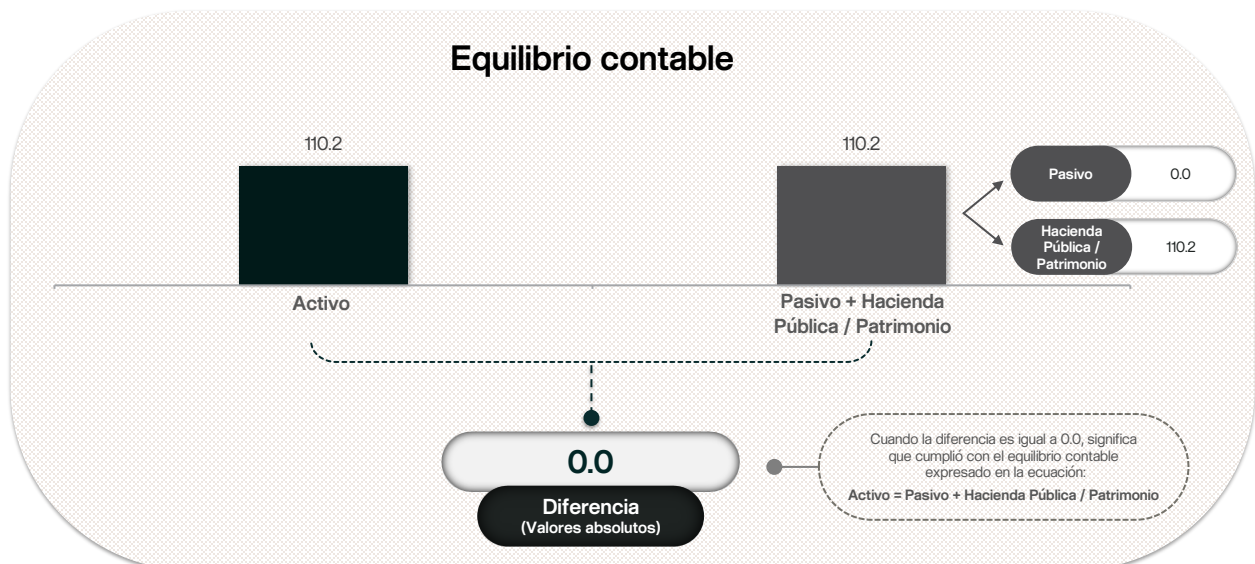 Equilibrio contable
110.2
110.2
Pasivo
0.0
Hacienda
Pública /
Patrimonio
110.2
Activo
Pasivo + Hacienda
Pública / Patrimonio
0.0
Diferencia
(Valores absolutos)
Cuando la diferencia es igual a 0.0, significa
que cumplió con el equilibrio contable
expresado en la ecuación:
Activo = Pasivo + Hacienda Pública / Patrimonio